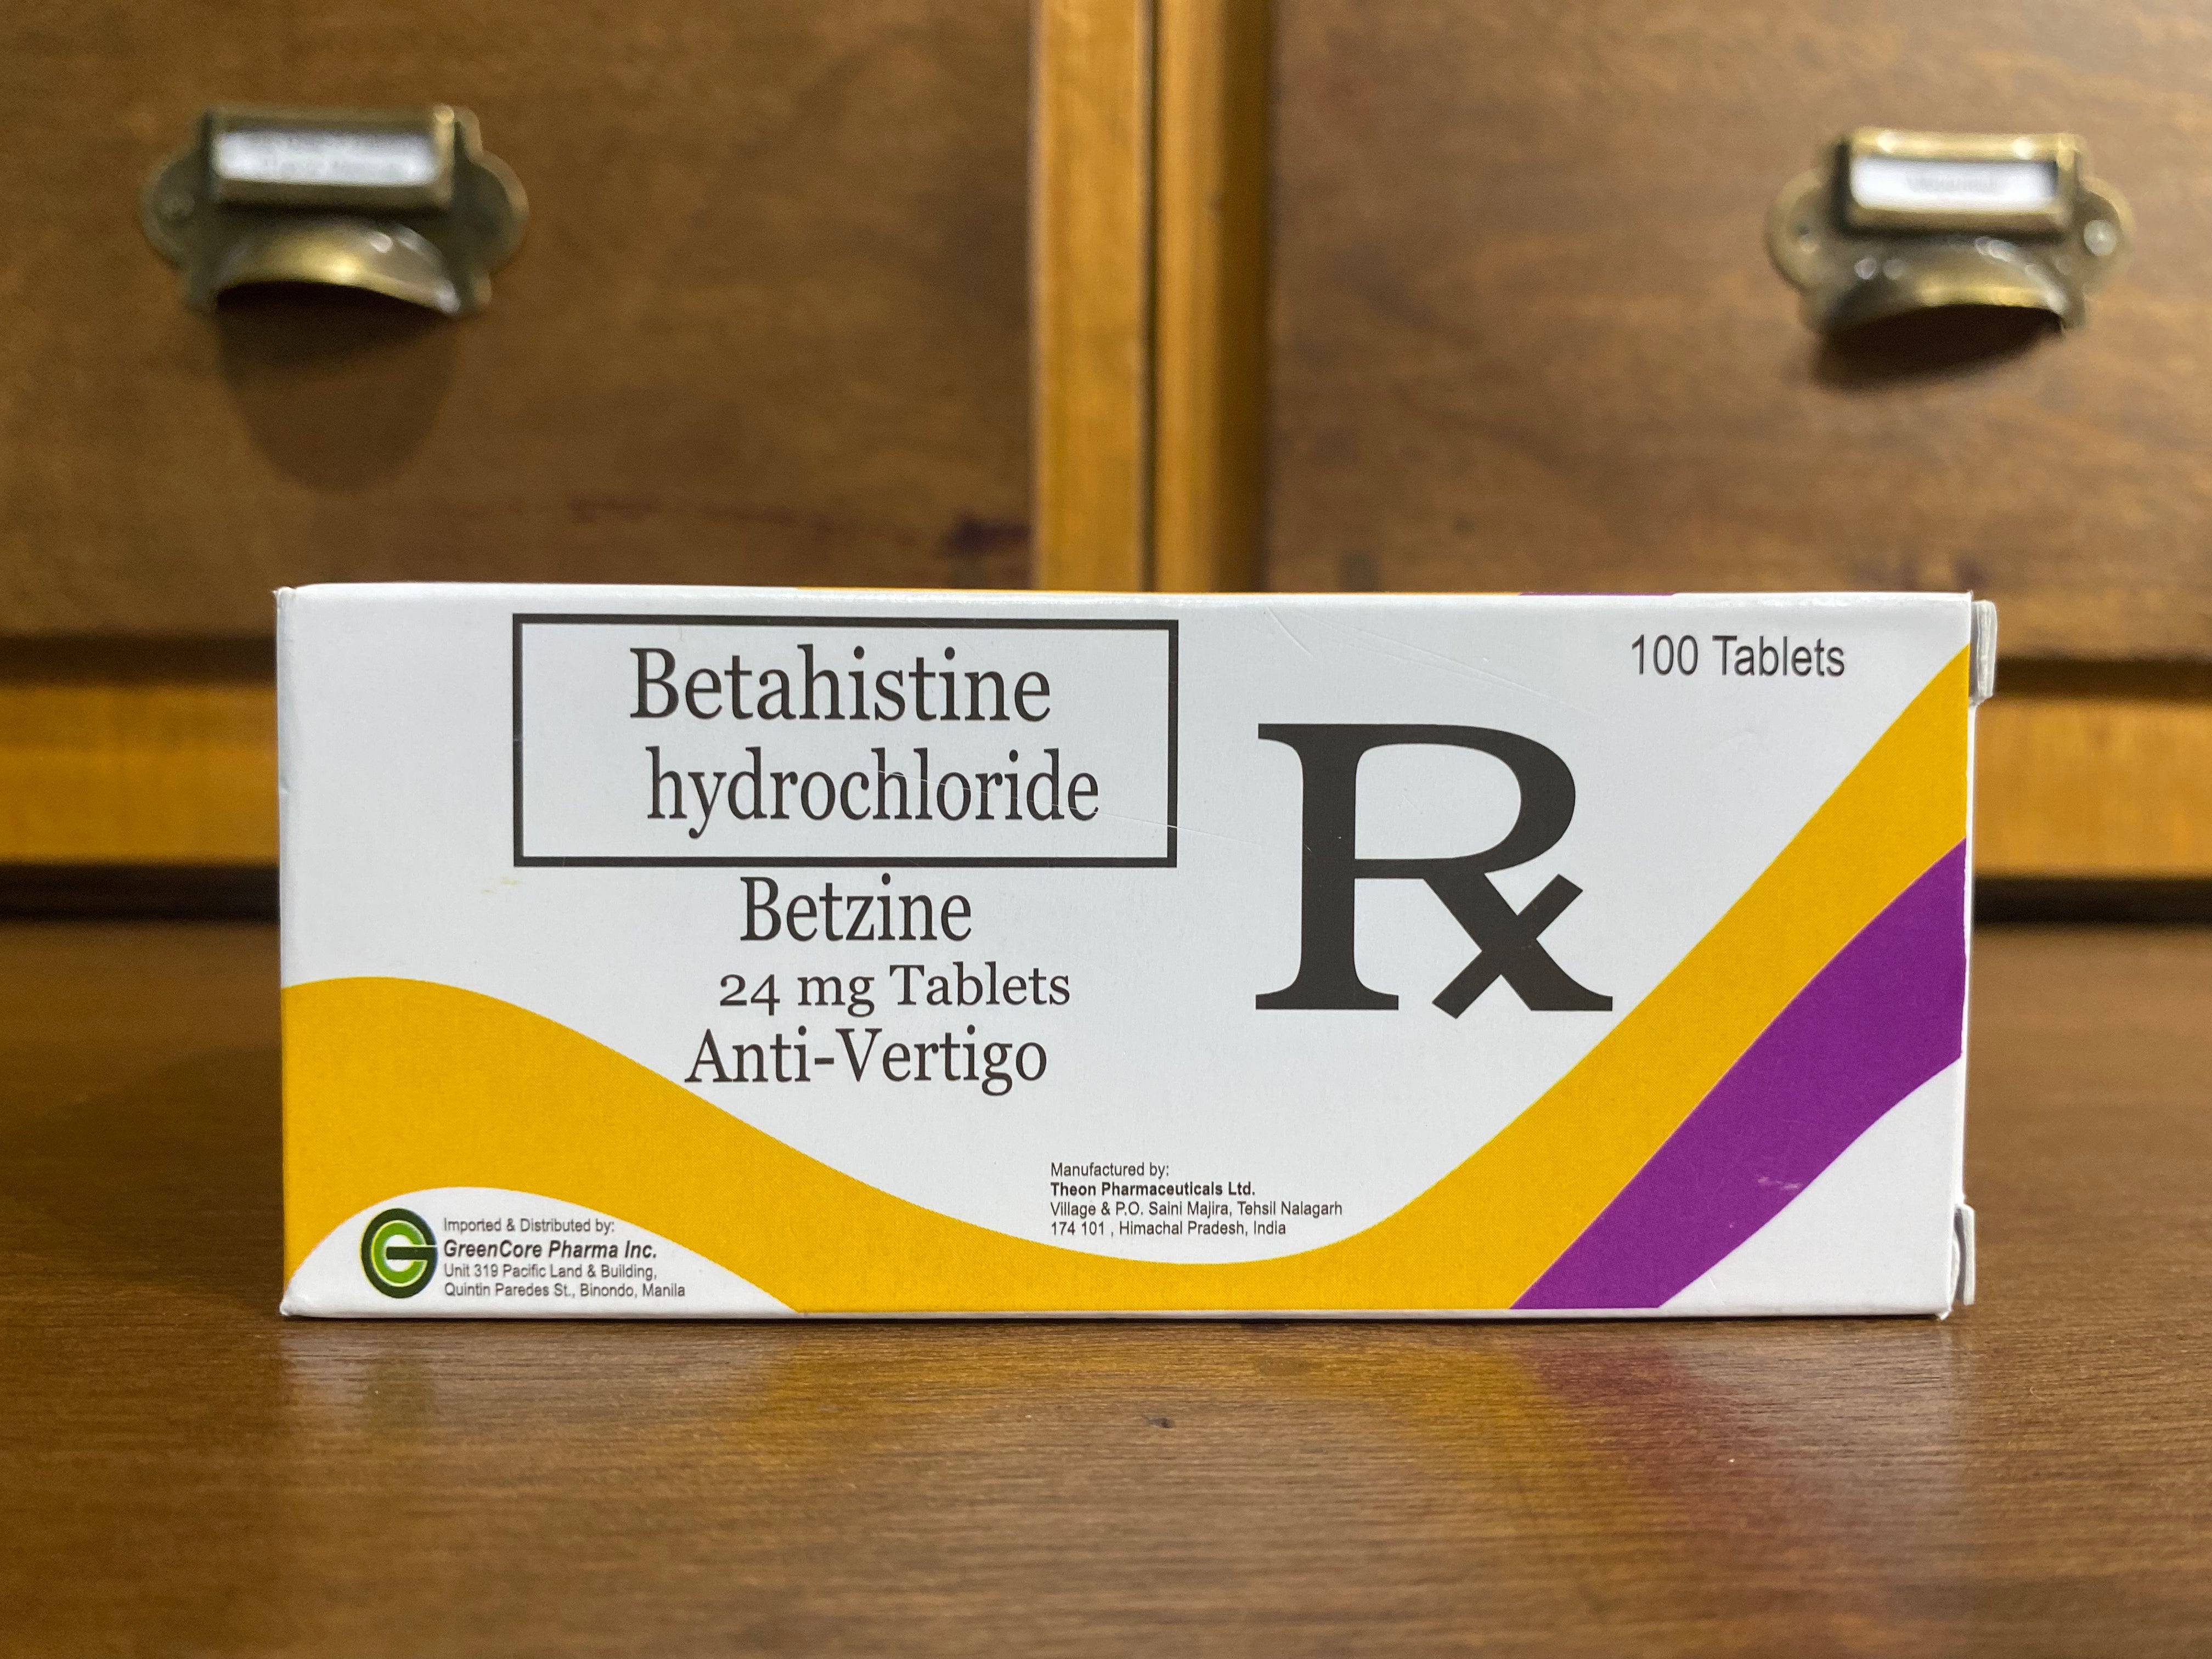 Betahistine
hydrochloride
Betzine
24 mg Tablets
Anti-Vertigo
100 Tablets
Rx
Manufactured by:
Theon Pharmaceuticals Ltd.
Village & P.O. Saini Majira, Tehsil Nalagarh
174 101 , Himachal Pradesh, India
Imported & Distributed by:
GreenCore Pharma Inc.
Unit 319 Pacific Land & Building,
Quintin Paredes St., Binondo, Manila